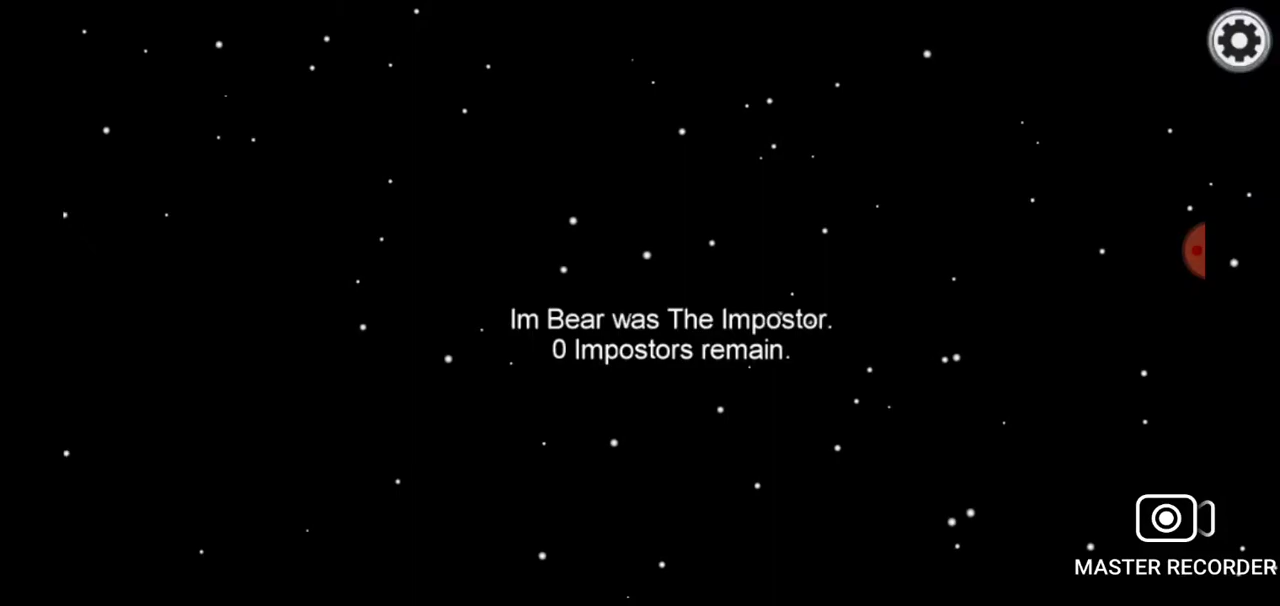 Im Bear was The Impostor.
0 Impostors remain.
MASTER RECORDER